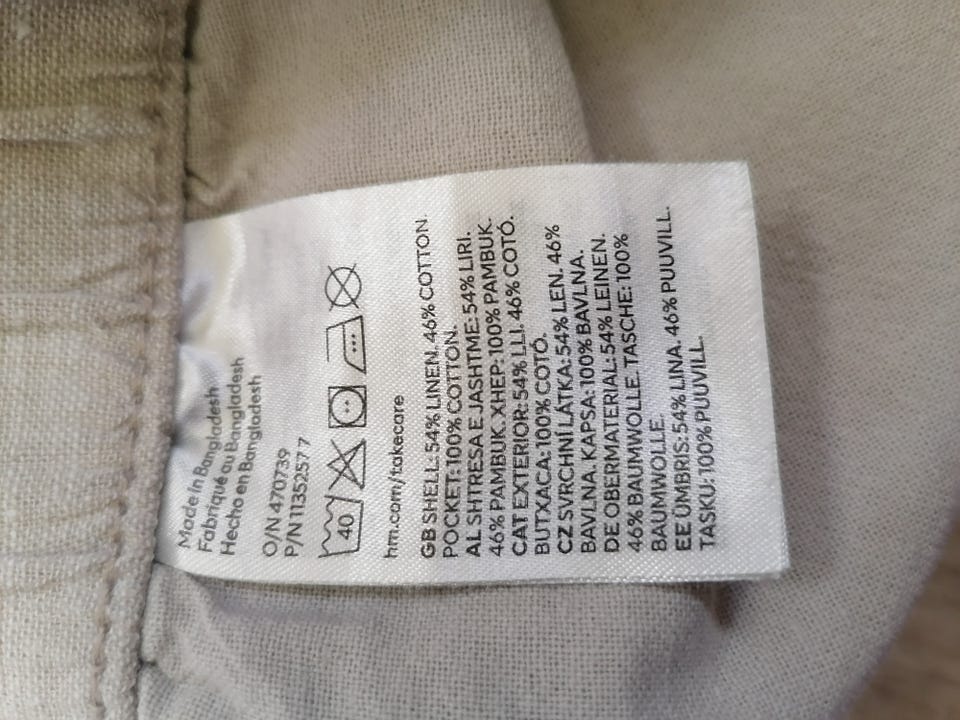 Made in Bangladesh
Fabriqué au Bangladesh
Hecho en Bangladesh
O/N 470739
P/N 1135257 7
40
hm.com/takecare
GB SHELL: 54% LINEN. 46% COTTON.
POCKET: 100% COTTON.
AL SHTRESA E JASHTME: 54% LIRI.
46% PAMBUK. XHEP: 100% PAMBUK.
CAT EXTERIOR: 54% LLI. 46% COTÓ.
BUTXACA: 100% COTÓ.
CZ SVRCHNÍ LÁTKA: 54% LEN. 46%
BAVLNA. KAPSA: 100% BAVLNA.
DE OBERMATERIAL: 54% LEINEN.
46% BAUMWOLLE. TASCHE: 100%
BAUMWOLLE.
EE ÜMBRIS: 54% LINA. 46% PUUVILL.
TASKU: 100% PUUVILL.